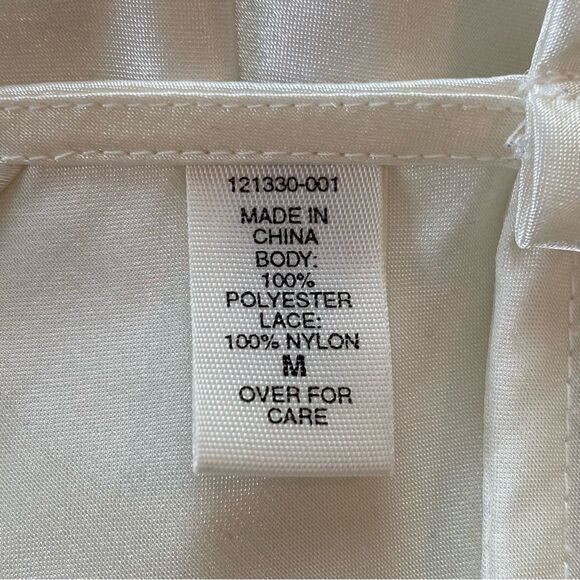 121330-001
MADE IN
CHINA
BODY:
100%
POLYESTER
LACE:
100% NYLON
M
OVER FOR
CARE